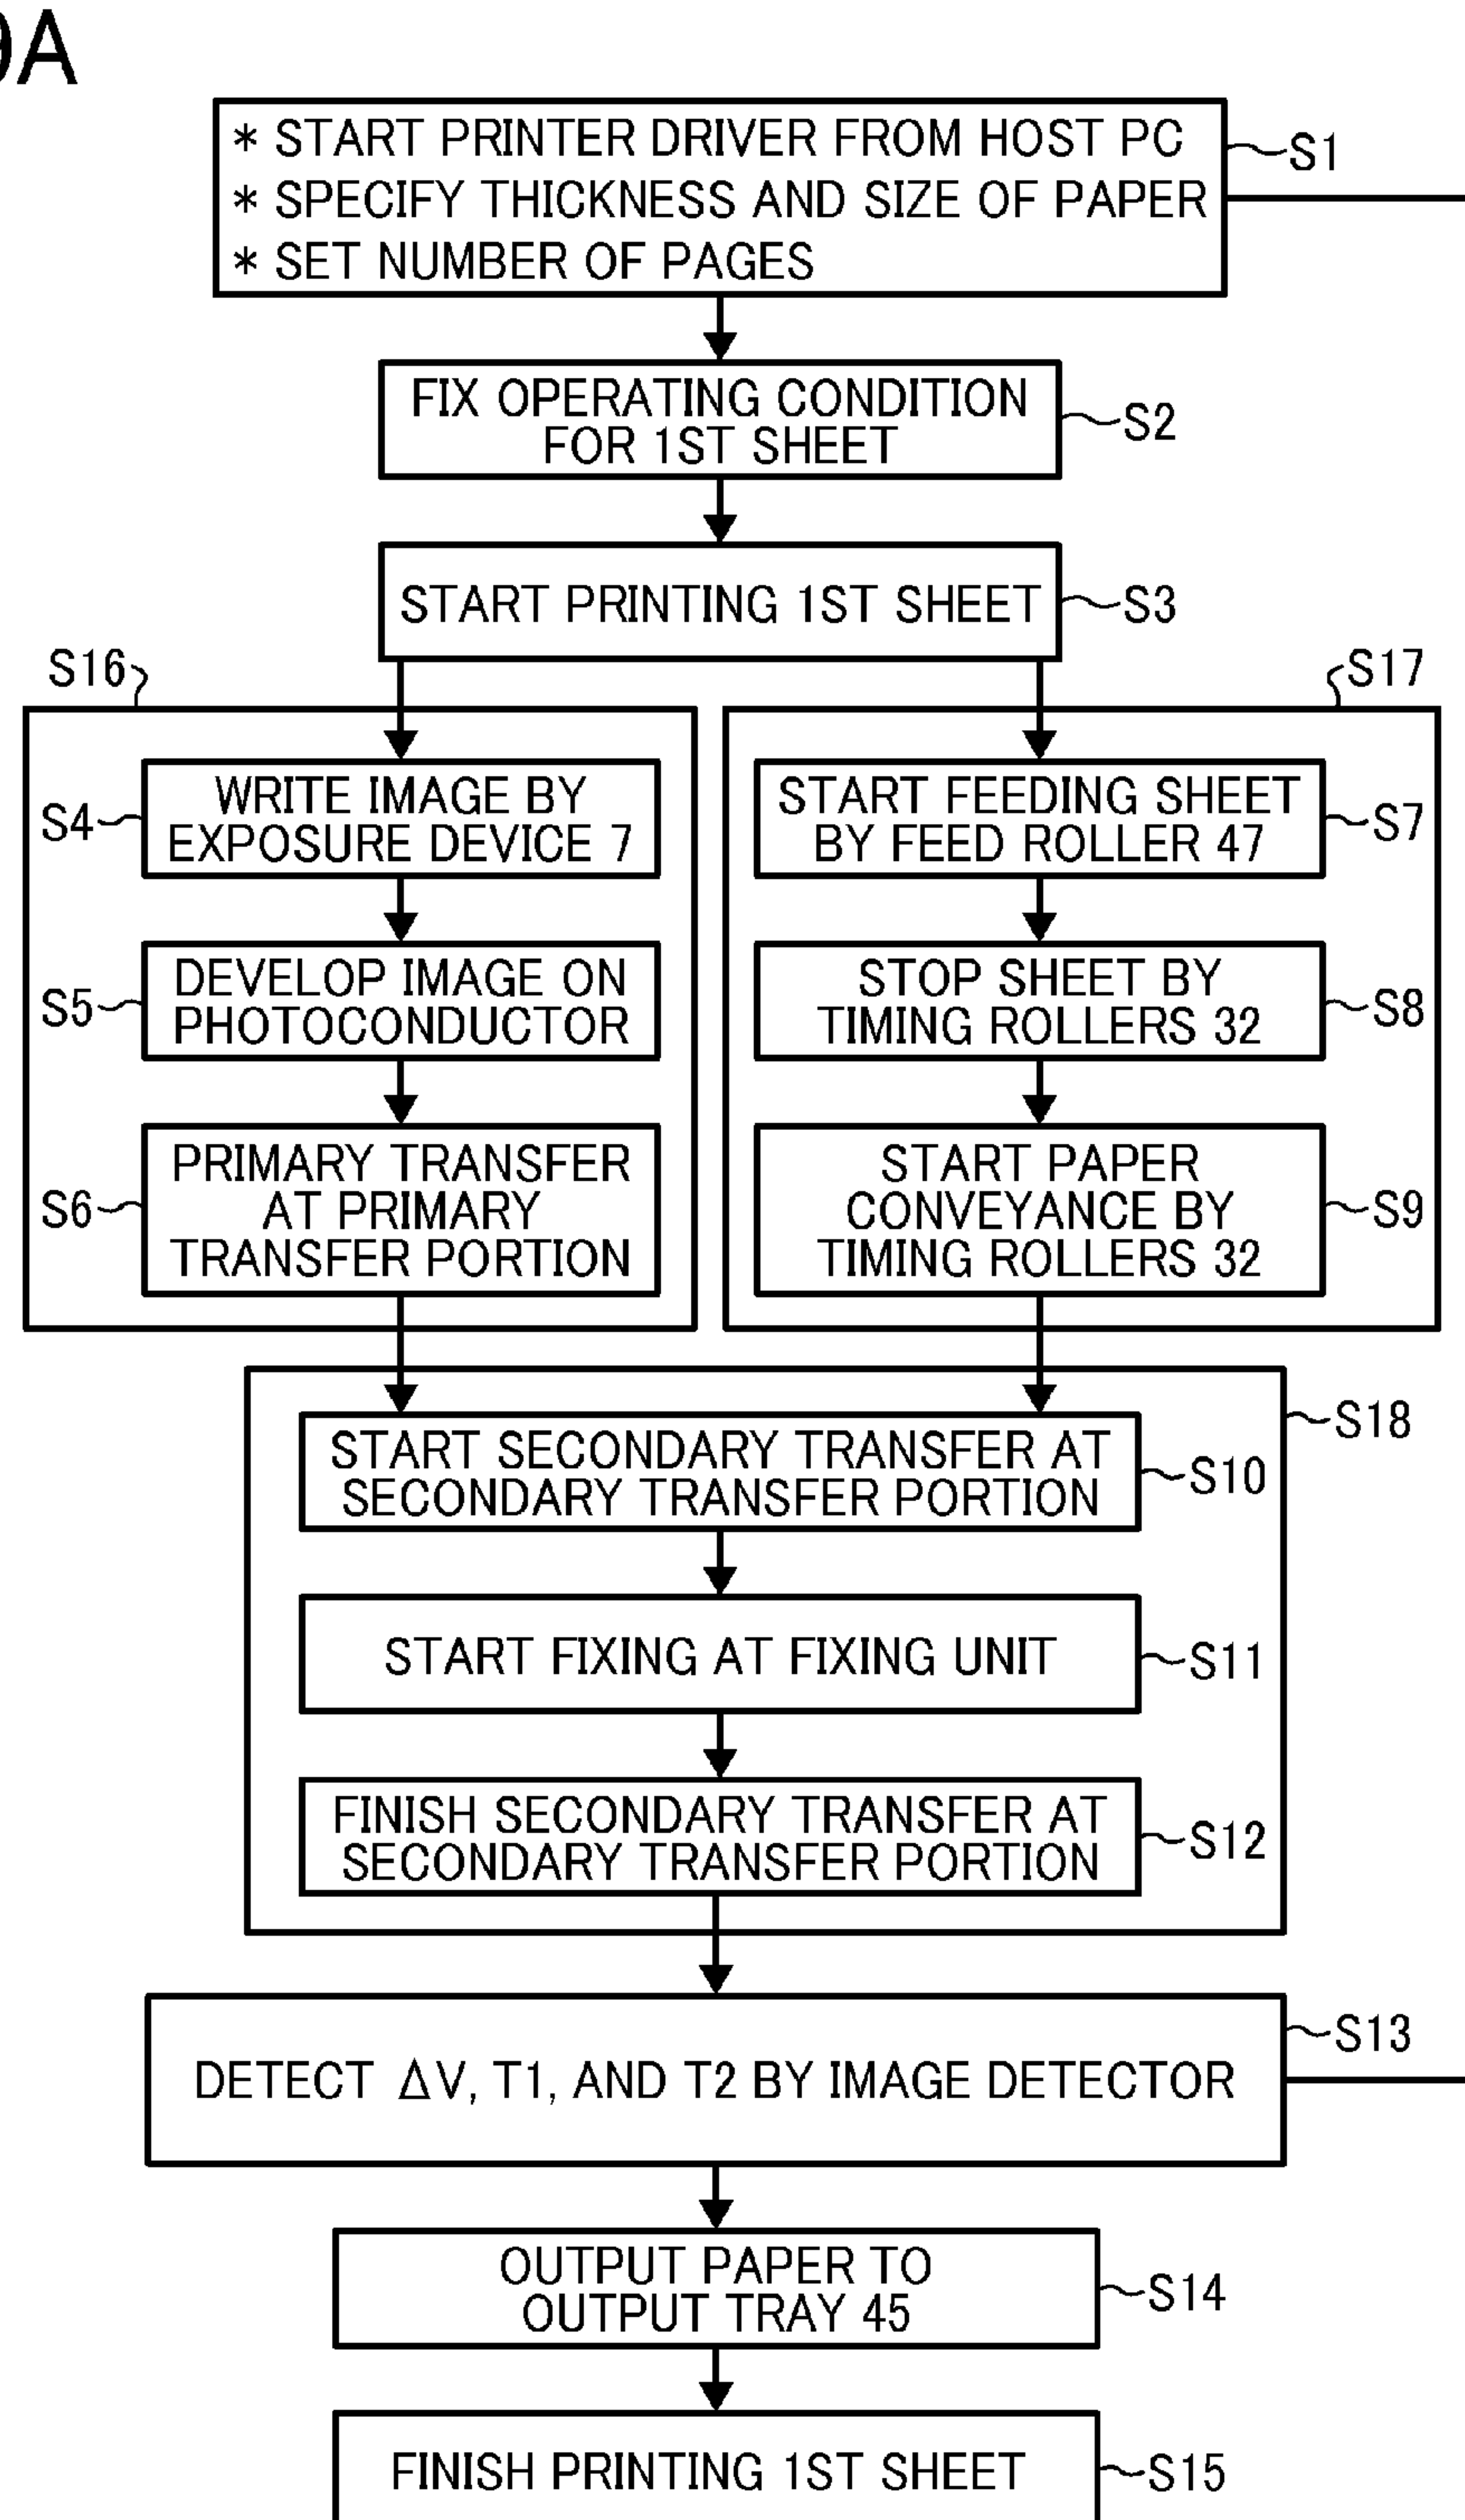 0A
* START PRINTER DRIVER FROM HOST PC
* SPECIFY THICKNESS AND SIZE OF PAPER
* SET NUMBER OF PAGES
S1
FIX OPERATING CONDITION
FOR 1ST SHEET
S2
START PRINTING 1ST SHEET
S3
S16
S17
WRITE IMAGE BY
EXPOSURE DEVICE 7
S4
START FEEDING SHEET
BY FEED ROLLER 47
S7
DEVELOP IMAGE ON
PHOTOCONDUCTOR
S5
STOP SHEET BY
TIMING ROLLERS 32
S8
PRIMARY TRANSFER
AT PRIMARY
TRANSFER PORTION
S6
START PAPER
CONVEYANCE BY
TIMING ROLLERS 32
S9
S18
START SECONDARY TRANSFER AT
SECONDARY TRANSFER PORTION
S10
START FIXING AT FIXING UNIT
S11
FINISH SECONDARY TRANSFER AT
SECONDARY TRANSFER PORTION
S12
DETECT ΔV, T1, AND T2 BY IMAGE DETECTOR
S13
OUTPUT PAPER TO
OUTPUT TRAY 45
S14
FINISH PRINTING 1ST SHEET
S15